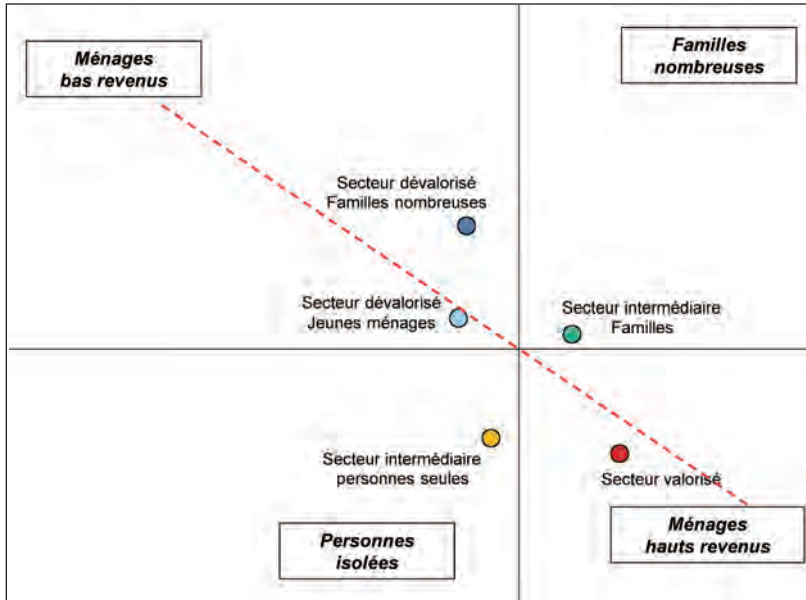 Ménages
bas revenus
Familles
nombreuses
Secteur dévalorisé
Familles nombreuses
Secteur dévalorisé
Jeunes ménages
Secteur intermédiaire
Familles
Secteur intermédiaire
personnes seules
Secteur valorisé
Personnes
isolées
Ménages
hauts revenus